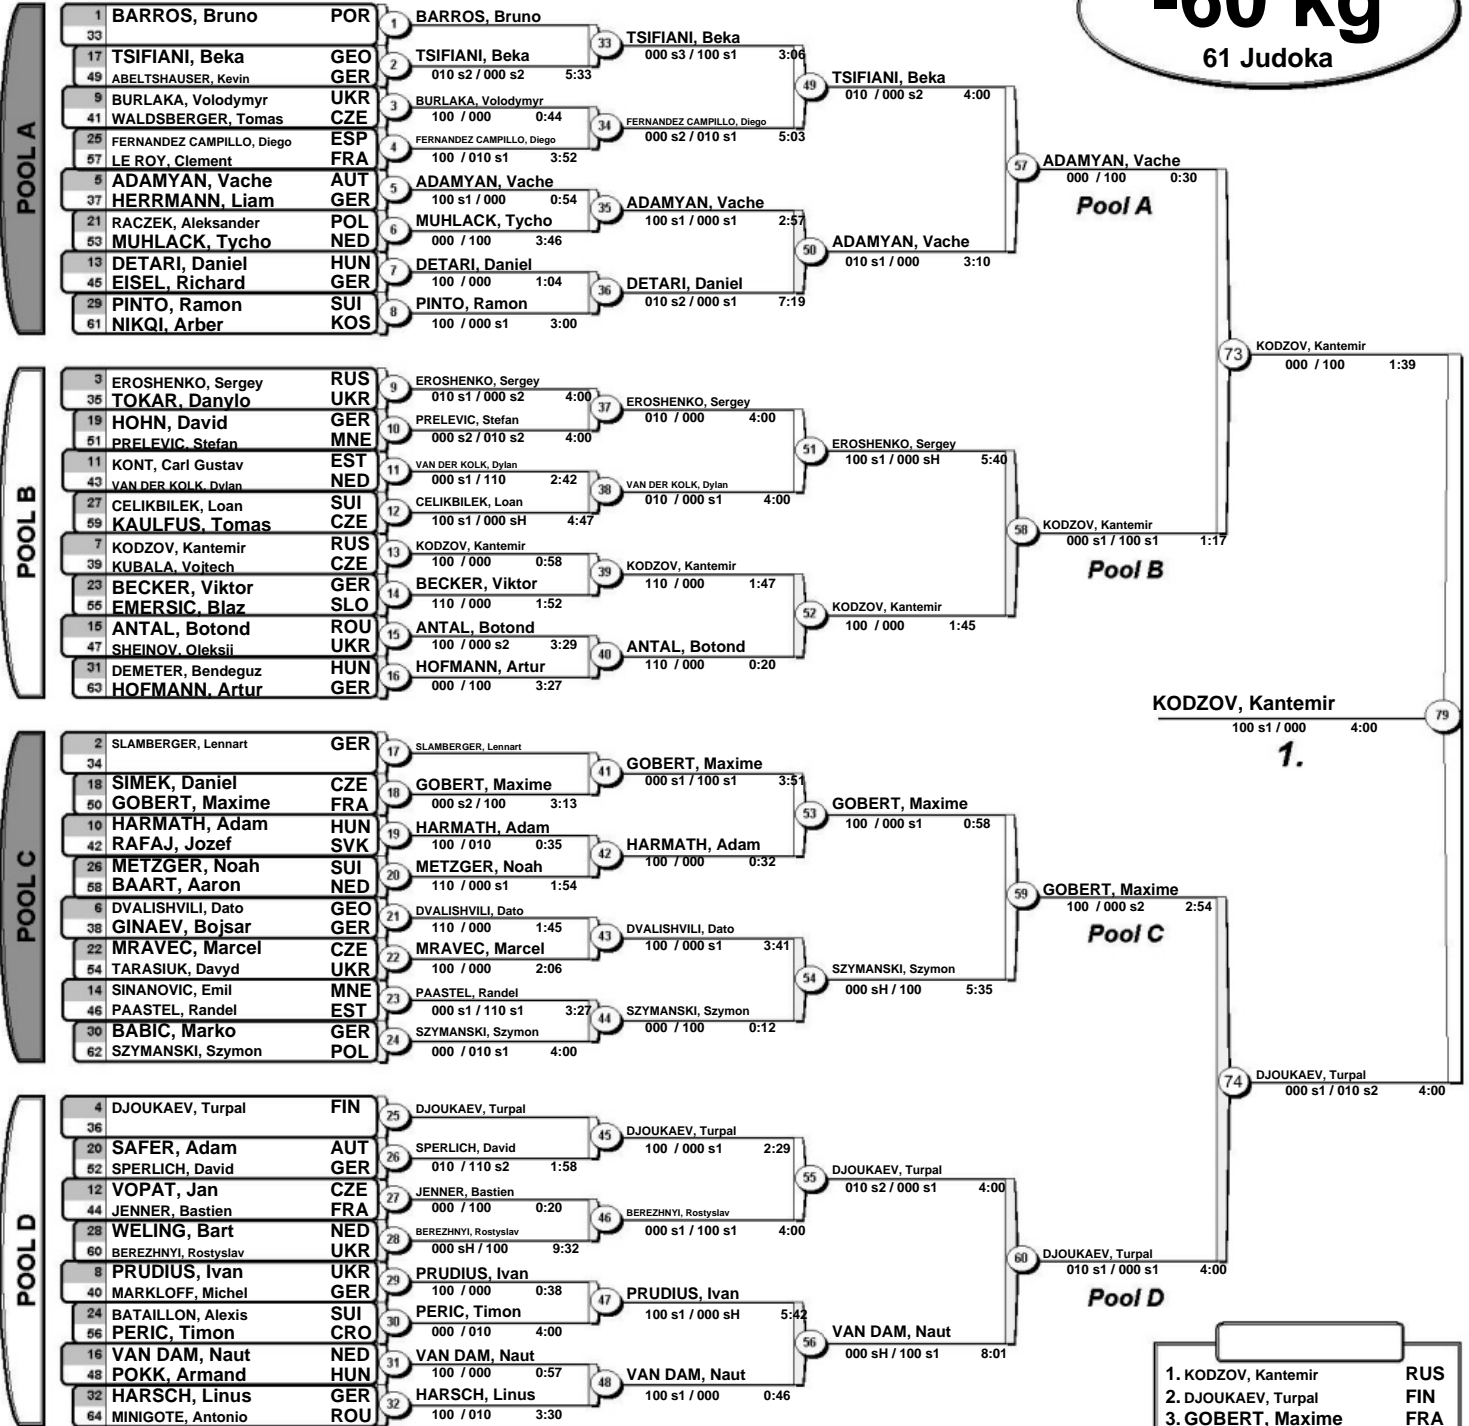 -60 kg
61 Judoka
POOL A
1 BARROS, Bruno POR
33
17 TSIFIANI, Beka GEO
49 ABELTSHAUSER, Kevin GER
9 BURLAKA, Volodymyr UKR
41 WALDSBERGER, Tomas CZE
25 FERNANDEZ CAMPILLO, Diego ESP
57 LE ROY, Clement FRA
5 ADAMYAN, Vache AUT
37 HERRMANN, Liam GER
21 RACZEK, Aleksander POL
53 MUHLACK, Tycho NED
13 DETARI, Daniel HUN
45 EISEL, Richard GER
29 PINTO, Ramon SUI
61 NIKQI, Arber KOS
1 BARROS, Bruno
2 TSIFIANI, Beka
010 s2 / 000 s2 5:33
3 BURLAKA, Volodymyr
100 / 000 0:44
4 FERNANDEZ CAMPILLO, Diego
100 / 010 s1 3:52
5 ADAMYAN, Vache
100 s1 / 000 0:54
6 MUHLACK, Tycho
000 / 100 3:46
7 DETARI, Daniel
100 / 000 1:04
8 PINTO, Ramon
100 / 000 s1 3:00
33 TSIFIANI, Beka
000 s3 / 100 s1 3:06
34 FERNANDEZ CAMPILLO, Diego
000 s2 / 010 s1 5:03
35 ADAMYAN, Vache
100 s1 / 000 s1 2:57
36 DETARI, Daniel
010 s2 / 000 s1 7:19
49 TSIFIANI, Beka
010 / 000 s2 4:00
50 ADAMYAN, Vache
010 s1 / 000 3:10
57 ADAMYAN, Vache
000 / 100 0:30
Pool A
POOL B
3 EROSHENKO, Sergey RUS
35 TOKAR, Danylo UKR
19 HOHN, David GER
51 PRELEVIC, Stefan MNE
11 KONT, Carl Gustav EST
43 VAN DER KOLK, Dylan NED
27 CELIKBILEK, Loan SUI
59 KAULFUS, Tomas CZE
7 KODZOV, Kantemir RUS
39 KUBALA, Vojtech CZE
23 BECKER, Viktor GER
55 EMERSIC, Blaz SLO
15 ANTAL, Botond ROU
47 SHEINOV, Oleksii UKR
31 DEMETER, Bendeguz HUN
63 HOFMANN, Artur GER
9 EROSHENKO, Sergey
010 s1 / 000 s2 4:00
10 PRELEVIC, Stefan
000 s2 / 010 s2 4:00
11 VAN DER KOLK, Dylan
000 s1 / 110 2:42
12 CELIKBILEK, Loan
100 s1 / 000 sH 4:47
13 KODZOV, Kantemir
100 / 000 0:58
14 BECKER, Viktor
110 / 000 1:52
15 ANTAL, Botond
100 / 000 s2 3:29
16 HOFMANN, Artur
000 / 100 3:27
37 EROSHENKO, Sergey
010 / 000 4:00
38 VAN DER KOLK, Dylan
010 / 000 s1 4:00
39 KODZOV, Kantemir
110 / 000 1:47
40 ANTAL, Botond
110 / 000 0:20
51 EROSHENKO, Sergey
100 s1 / 000 sH 5:40
52 KODZOV, Kantemir
100 / 000 1:45
58 KODZOV, Kantemir
000 s1 / 100 s1 1:17
Pool B
73 KODZOV, Kantemir
000 / 100 1:39
KODZOV, Kantemir 79
100 s1 / 000 4:00
1.
POOL C
2 SLAMBERGER, Lennart GER
34
18 SIMEK, Daniel CZE
50 GOBERT, Maxime FRA
10 HARMATH, Adam HUN
42 RAFAJ, Jozef SVK
26 METZGER, Noah SUI
58 BAART, Aaron NED
6 DVALISHVILI, Dato GEO
38 GINAEV, Bojsar GER
22 MRAVEC, Marcel CZE
54 TARASIUK, Davyd UKR
14 SINANOVIC, Emil MNE
46 PAASTEL, Randel EST
30 BABIC, Marko GER
62 SZYMANSKI, Szymon POL
17 SLAMBERGER, Lennart
18 GOBERT, Maxime
000 s2 / 100 3:13
19 HARMATH, Adam
100 / 010 0:35
20 METZGER, Noah
110 / 000 s1 1:54
21 DVALISHVILI, Dato
110 / 000 1:45
22 MRAVEC, Marcel
100 / 000 2:06
23 PAASTEL, Randel
000 s1 / 110 s1 3:27
24 SZYMANSKI, Szymon
000 / 010 s1 4:00
41 GOBERT, Maxime
000 s1 / 100 s1 3:51
42 HARMATH, Adam
100 / 000 0:32
43 DVALISHVILI, Dato
100 / 000 s1 3:41
44 SZYMANSKI, Szymon
000 / 100 0:12
53 GOBERT, Maxime
100 / 000 s1 0:58
54 SZYMANSKI, Szymon
000 sH / 100 5:35
59 GOBERT, Maxime
100 / 000 s2 2:54
Pool C
POOL D
4 DJOUKAEV, Turpal FIN
36
20 SAFER, Adam AUT
52 SPERLICH, David GER
12 VOPAT, Jan CZE
44 JENNER, Bastien FRA
28 WELING, Bart NED
60 BEREZHNYI, Rostyslav UKR
8 PRUDIUS, Ivan UKR
40 MARKLOFF, Michel GER
24 BATAILLON, Alexis SUI
56 PERIC, Timon CRO
16 VAN DAM, Naut NED
48 POKK, Armand HUN
32 HARSCH, Linus GER
64 MINIGOTE, Antonio ROU
25 DJOUKAEV, Turpal
26 SPERLICH, David
010 / 110 s2 1:58
27 JENNER, Bastien
000 / 100 0:20
28 BEREZHNYI, Rostyslav
000 sH / 100 9:32
29 PRUDIUS, Ivan
100 / 000 0:38
30 PERIC, Timon
000 / 010 4:00
31 VAN DAM, Naut
100 / 000 0:57
32 HARSCH, Linus
100 / 010 3:30
45 DJOUKAEV, Turpal
100 / 000 s1 2:29
46 BEREZHNYI, Rostyslav
000 s1 / 100 s1 4:00
47 PRUDIUS, Ivan
100 s1 / 000 sH 5:42
48 VAN DAM, Naut
100 s1 / 000 0:46
55 DJOUKAEV, Turpal
010 s2 / 000 s1 4:00
56 VAN DAM, Naut
000 sH / 100 s1 8:01
60 DJOUKAEV, Turpal
010 s1 / 000 s1 4:00
Pool D
74 DJOUKAEV, Turpal
000 s1 / 010 s2 4:00
1. KODZOV, Kantemir RUS
2. DJOUKAEV, Turpal FIN
3. GOBERT, Maxime FRA